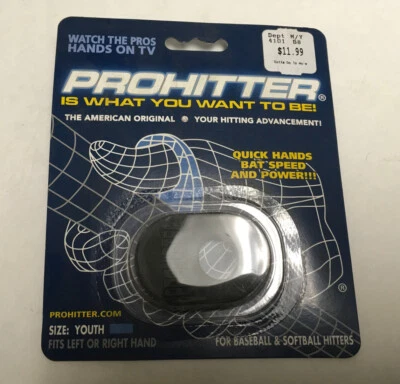 WATCH THE PROS
HANDS ON TV
Dept M/Y
4101 58
$11.99
PROHITTER®
IS WHAT YOU WANT TO BE!
THE AMERICAN ORIGINAL • YOUR HITTING ADVANCEMENT!
QUICK HANDS
BAT SPEED
AND POWER!!!
®
PROHITTER.COM
SIZE: YOUTH
FITS LEFT OR RIGHT HAND
FOR BASEBALL & SOFTBALL HITTERS